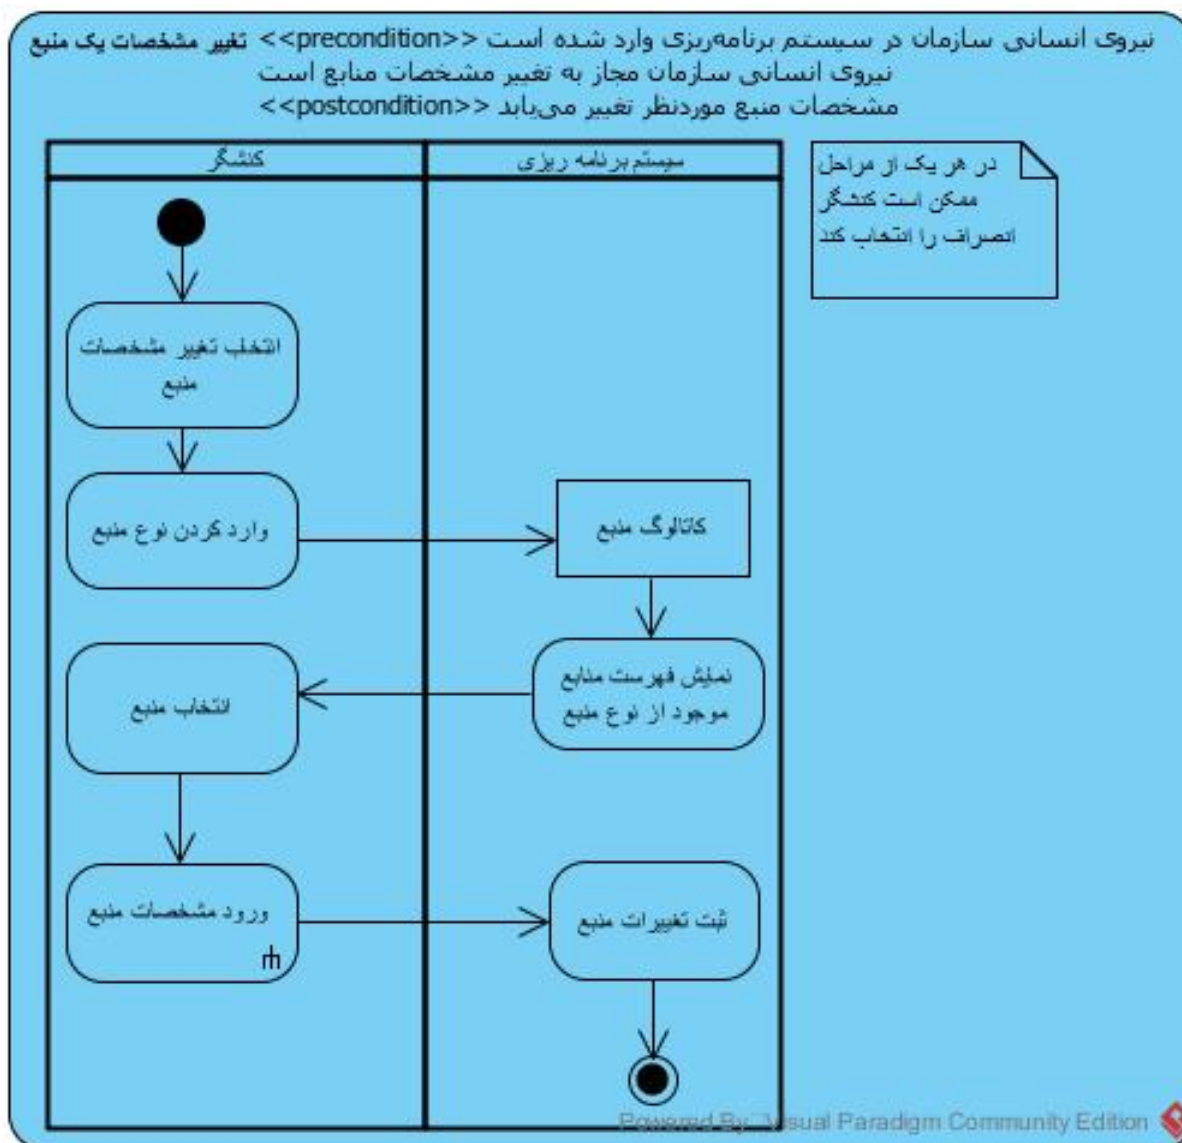 تغییر مشخصات یک منبع <<precondition>> نیروی انسانی سازمان در سیستم برنامه‌ریزی وارد شده است
نیروی انسانی سازمان مجاز به تغییر مشخصات منابع است
<<postcondition>> مشخصات منبع موردنظر تغییر می‌یابد
کنشگر
سیستم برنامه ریزی
در هر یک از مراحل
ممکن است کنشگر
انصراف را انتخاب کند
انتخاب تغییر مشخصات
منبع
وارد کردن نوع منبع
کاتالوگ منبع
نمایش فهرست منابع
موجود از نوع منبع
انتخاب منبع
ورود مشخصات منبع
ثبت تغییرات منبع
Powered By Visual Paradigm Community Edition